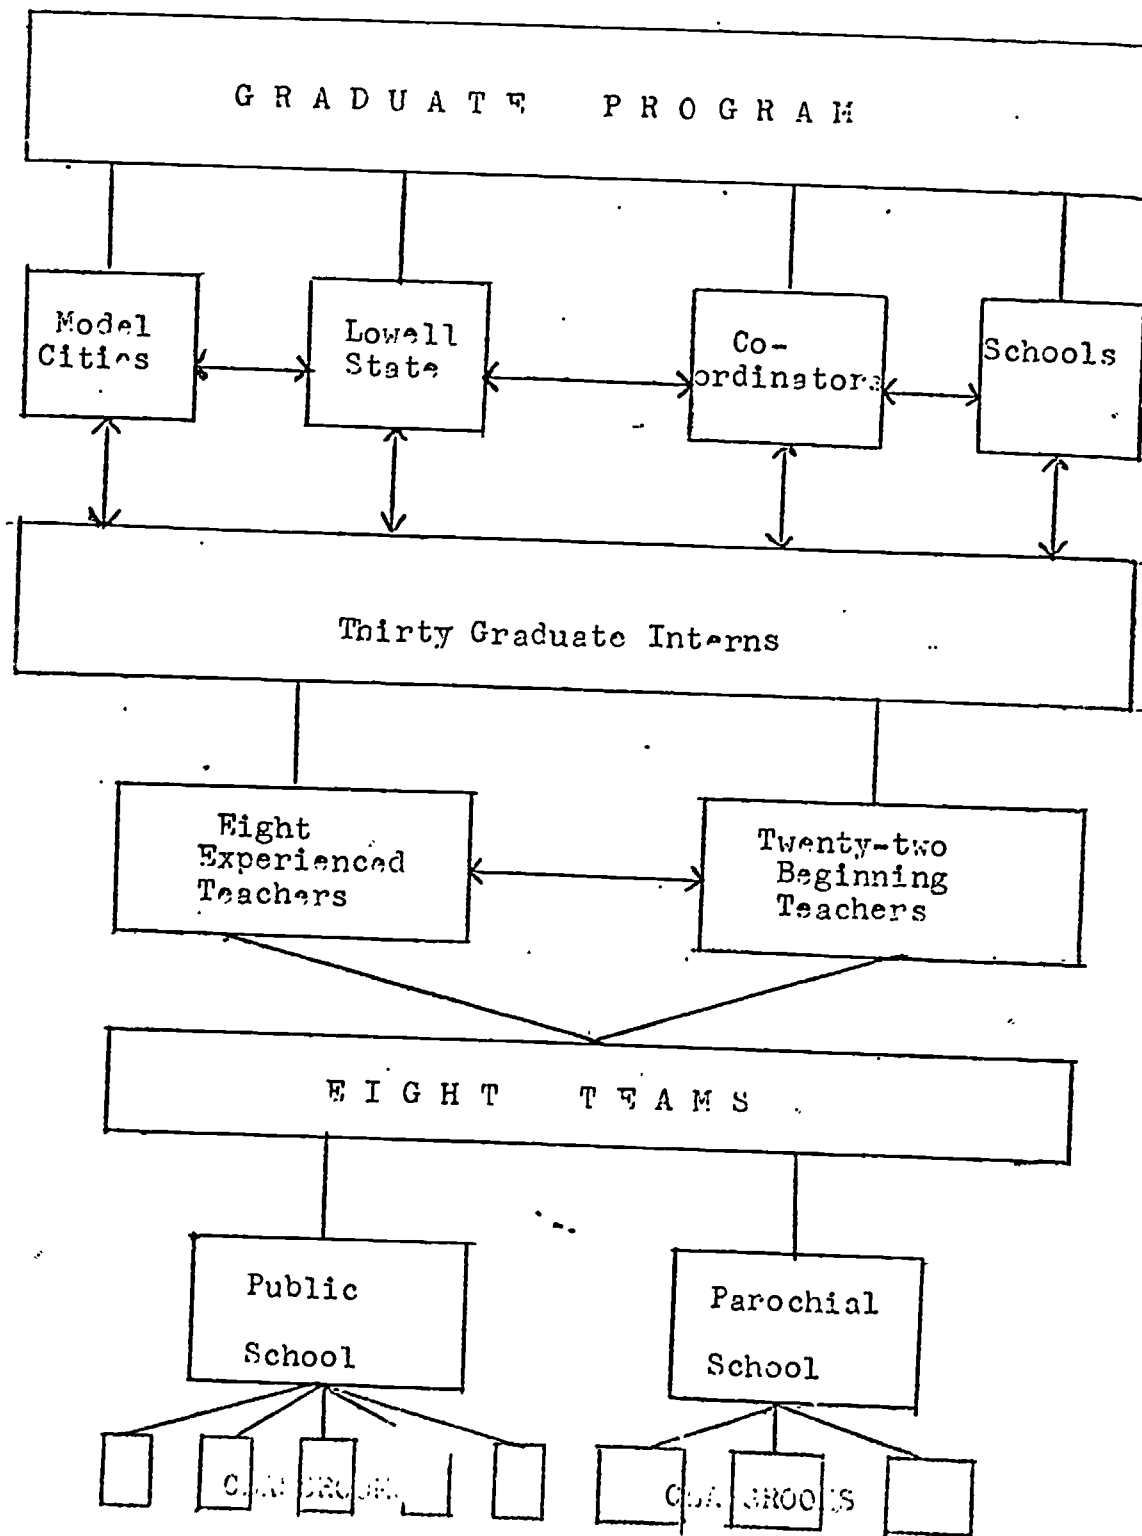 GRADUATE PROGRAM
Model
Cities
Lowell
State
Co-
ordinators
Schools
Thirty Graduate Interns
Eight
Experienced
Teachers
Twenty-two
Beginning
Teachers
EIGHT TEAMS
Public
School
Parochial
School